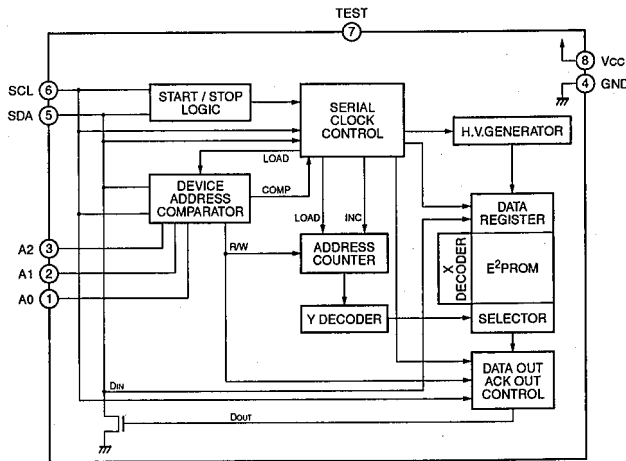 TEST
7
8 VCC
4 GND
SCL 6
SDA 5
START / STOP
LOGIC
SERIAL
CLOCK
CONTROL
H.V.GENERATOR
LOAD
DEVICE
ADDRESS
COMPARATOR
COMP
LOAD
INC
DATA
REGISTER
A2 3
A1 2
A0 1
R/W
ADDRESS
COUNTER
X
DECODER
E²PROM
Y DECODER
SELECTOR
DIN
DATA OUT
ACK OUT
CONTROL
DOUT